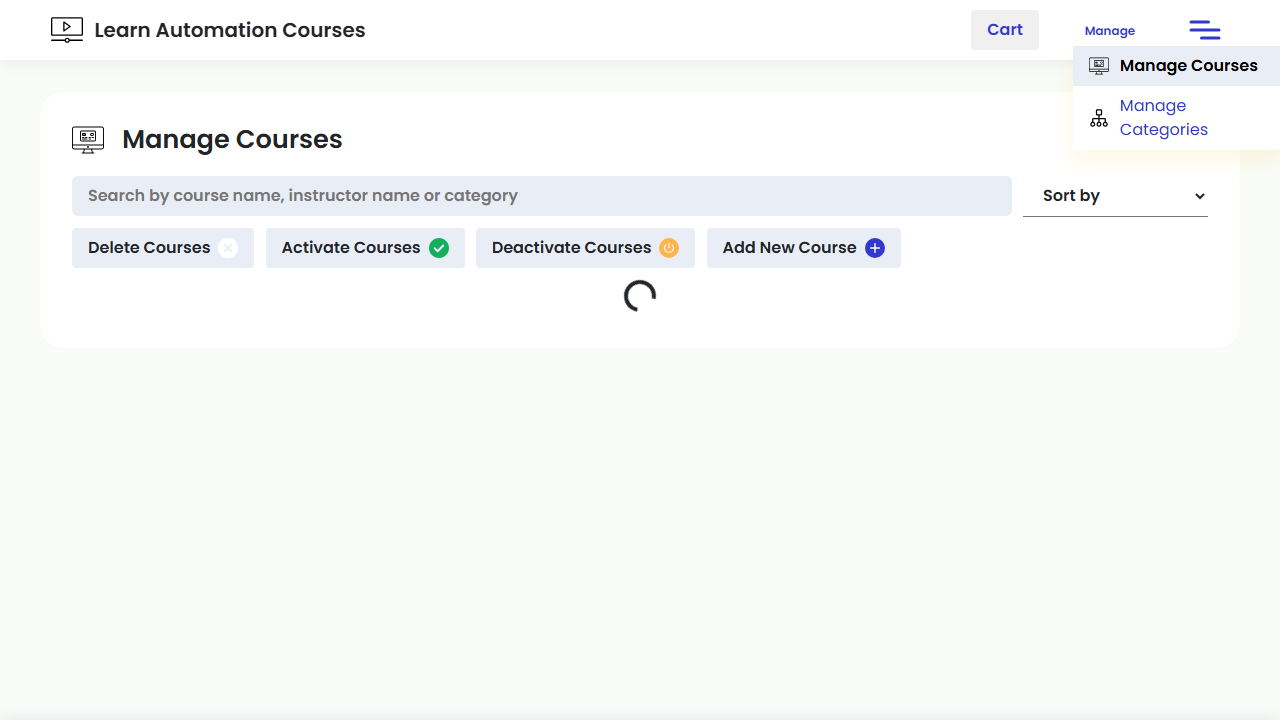 Learn Automation Courses
Cart
Manage
Manage Courses
Manage
Categories
Manage Courses
Search by course name, instructor name or category
Sort by
Delete Courses
Activate Courses
Deactivate Courses
Add New Course